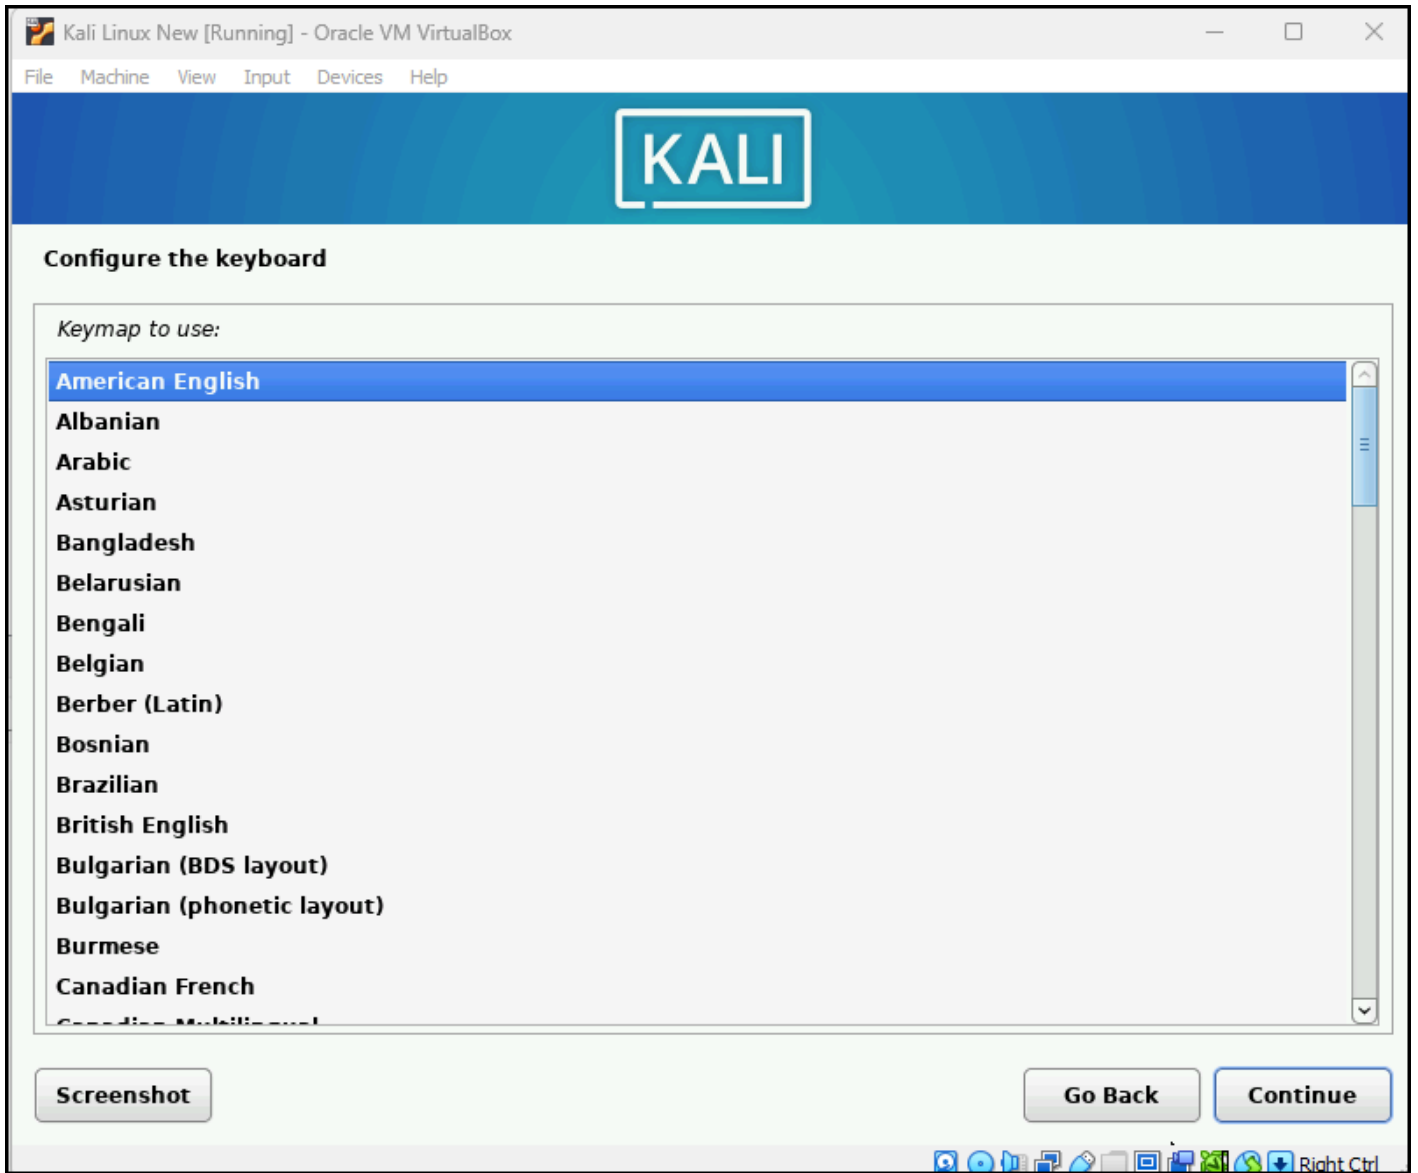 Kali Linux New [Running] - Oracle VM VirtualBox
File Machine View Input Devices Help
KALI
Configure the keyboard
Keymap to use:
American English
Albanian
Arabic
Asturian
Bangladesh
Belarusian
Bengali
Belgian
Berber (Latin)
Bosnian
Brazilian
British English
Bulgarian (BDS layout)
Bulgarian (phonetic layout)
Burmese
Canadian French
Canadian Multilingual
Screenshot Go Back Continue
Right Ctrl